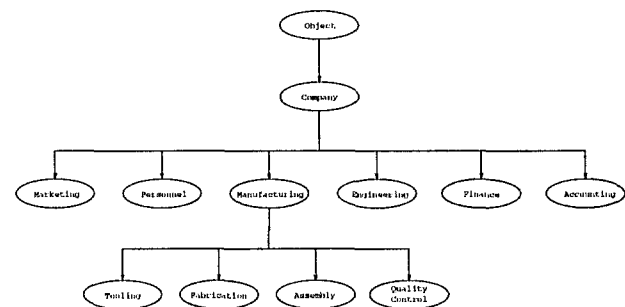 Object
Company
Marketing
Personnel
Manufacturing
Engineering
Finance
Accounting
Tooling
Fabrication
Assembly
Quality
Control